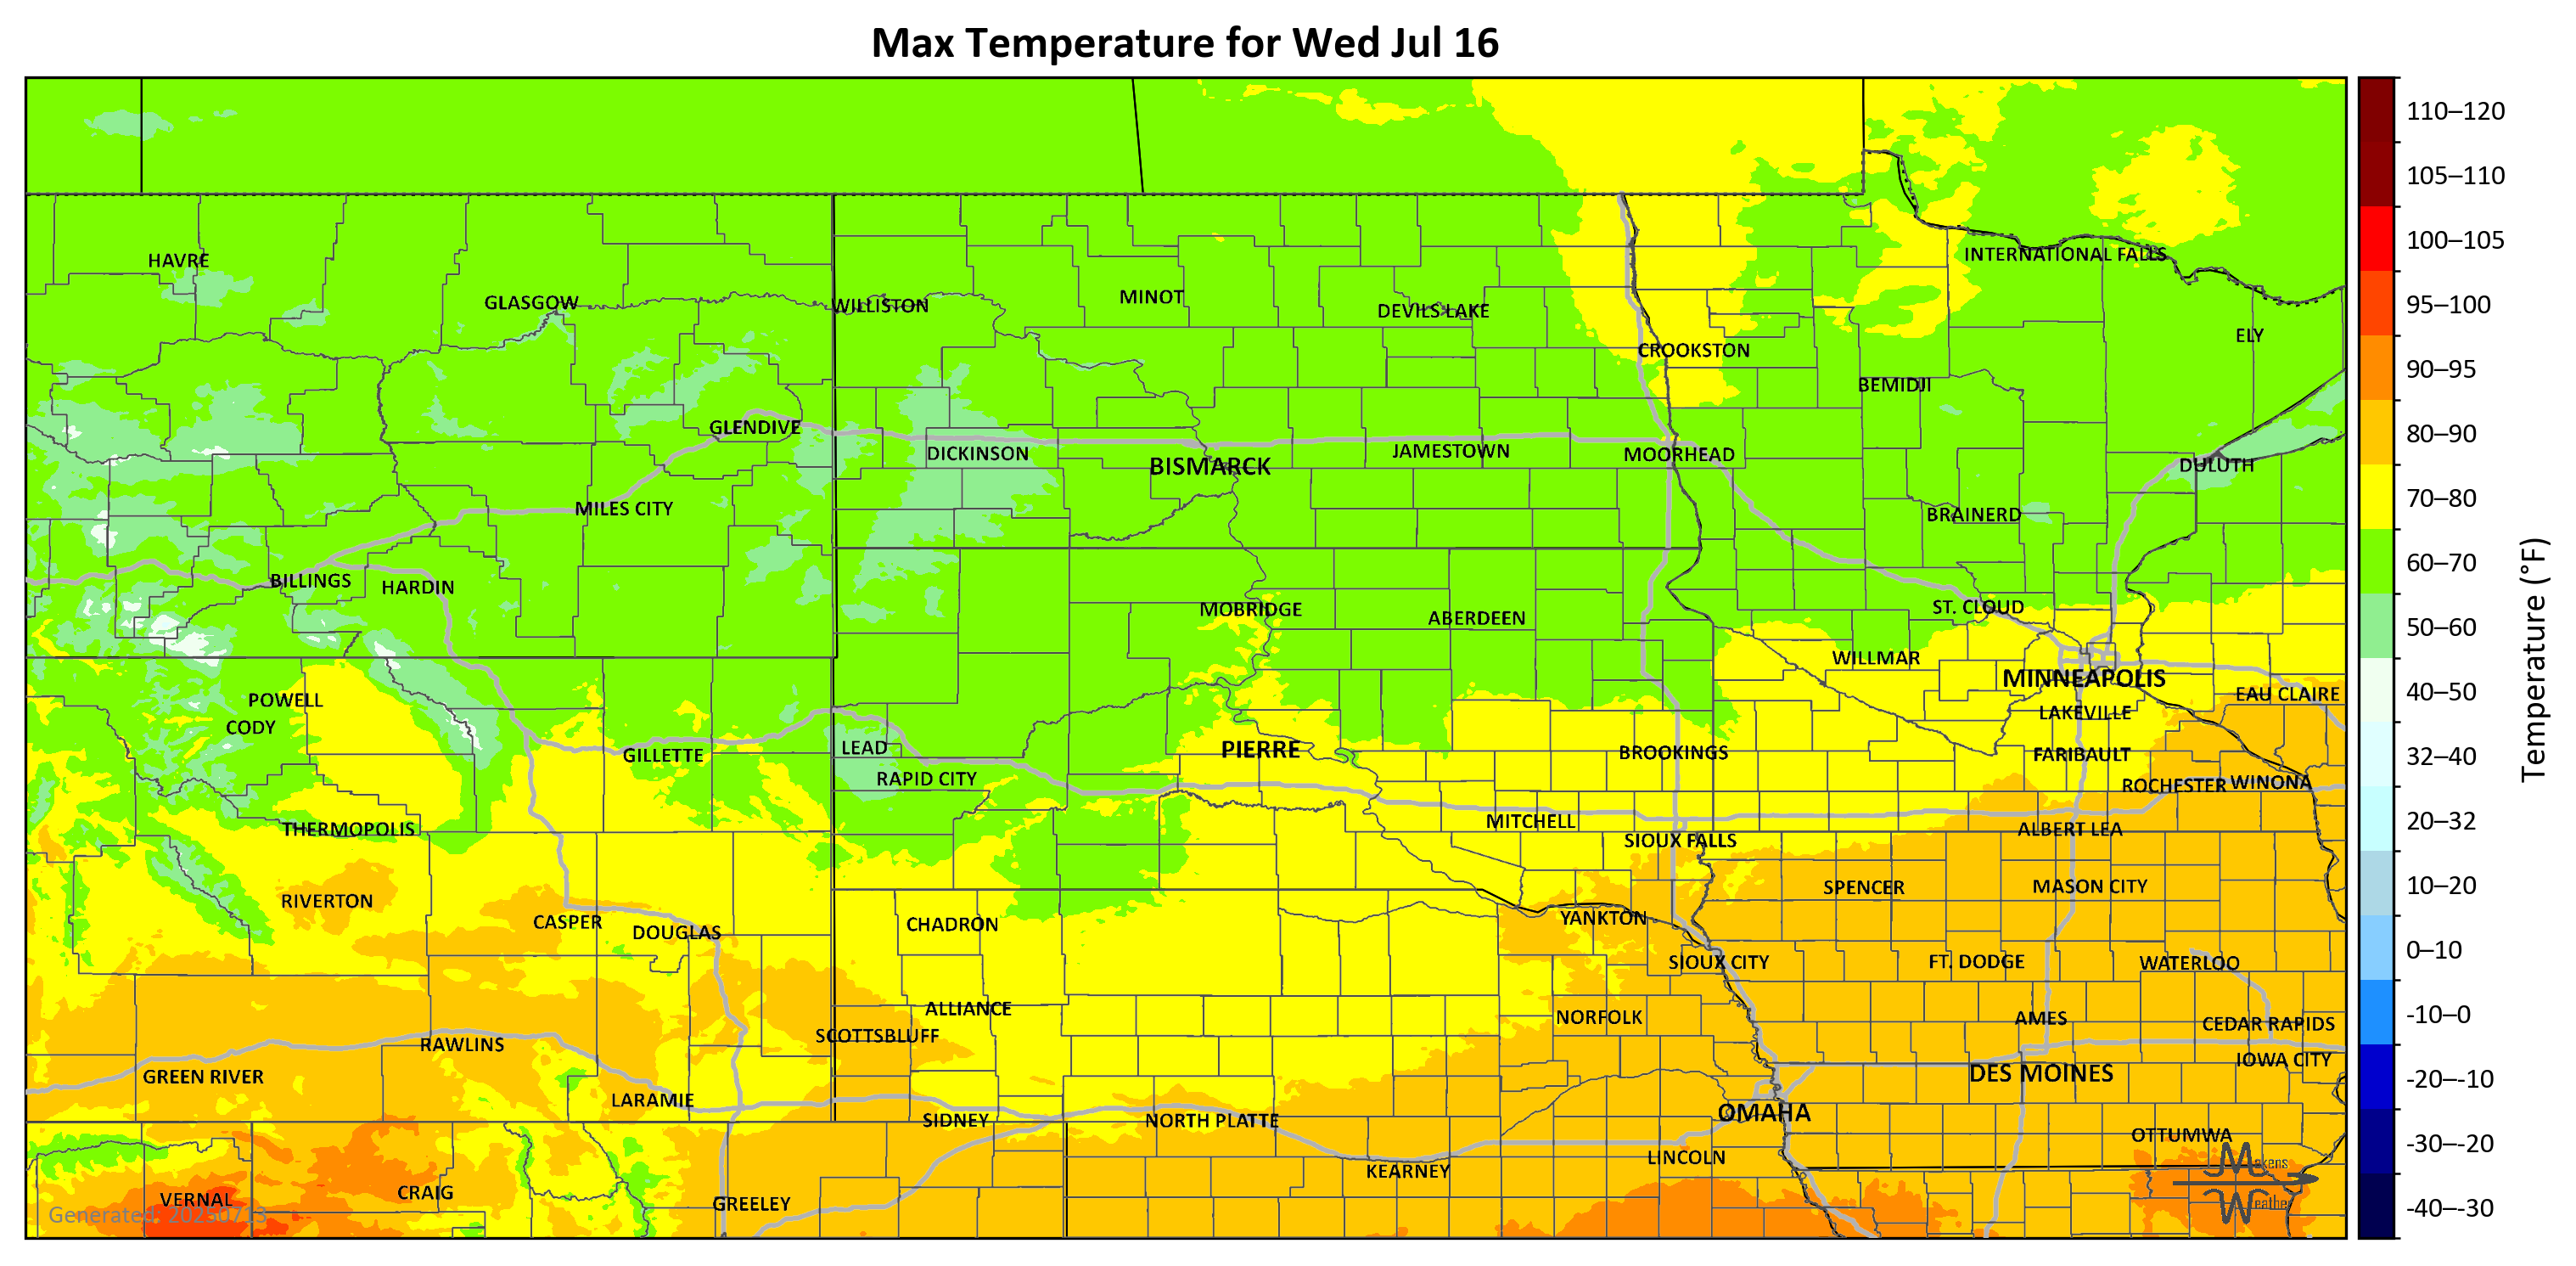 Max Temperature for Wed Jul 16
HAVRE
GLASGOW
WILLISTON
MINOT
DEVILS LAKE
INTERNATIONAL FALLS
ELY
CROOKSTON
BEMIDJI
GLENDIVE
DICKINSON
BISMARCK
JAMESTOWN
MOORHEAD
DULUTH
MILES CITY
BRAINERD
BILLINGS
HARDIN
MOBRIDGE
ABERDEEN
ST. CLOUD
WILLMAR
MINNEAPOLIS
EAU CLAIRE
POWELL
CODY
LAKEVILLE
GILLETTE
LEAD
PIERRE
BROOKINGS
FARIBAULT
RAPID CITY
ROCHESTER
WINONA
THERMOPOLIS
MITCHELL
SIOUX FALLS
ALBERT LEA
RIVERTON
SPENCER
MASON CITY
CASPER
DOUGLAS
CHADRON
YANKTON
SIOUX CITY
FT. DODGE
WATERLOO
ALLIANCE
NORFOLK
AMES
CEDAR RAPIDS
RAWLINS
SCOTTSBLUFF
IOWA CITY
GREEN RIVER
DES MOINES
LARAMIE
SIDNEY
NORTH PLATTE
OMAHA
OTTUMWA
KEARNEY
LINCOLN
VERNAL
CRAIG
GREELEY
Generated: 20250713
Makens
Weather
110–120
105–110
100–105
95–100
90–95
80–90
70–80
60–70
50–60
40–50
32–40
20–32
10–20
0–10
-10–0
-20–-10
-30–-20
-40–-30
Temperature (°F)